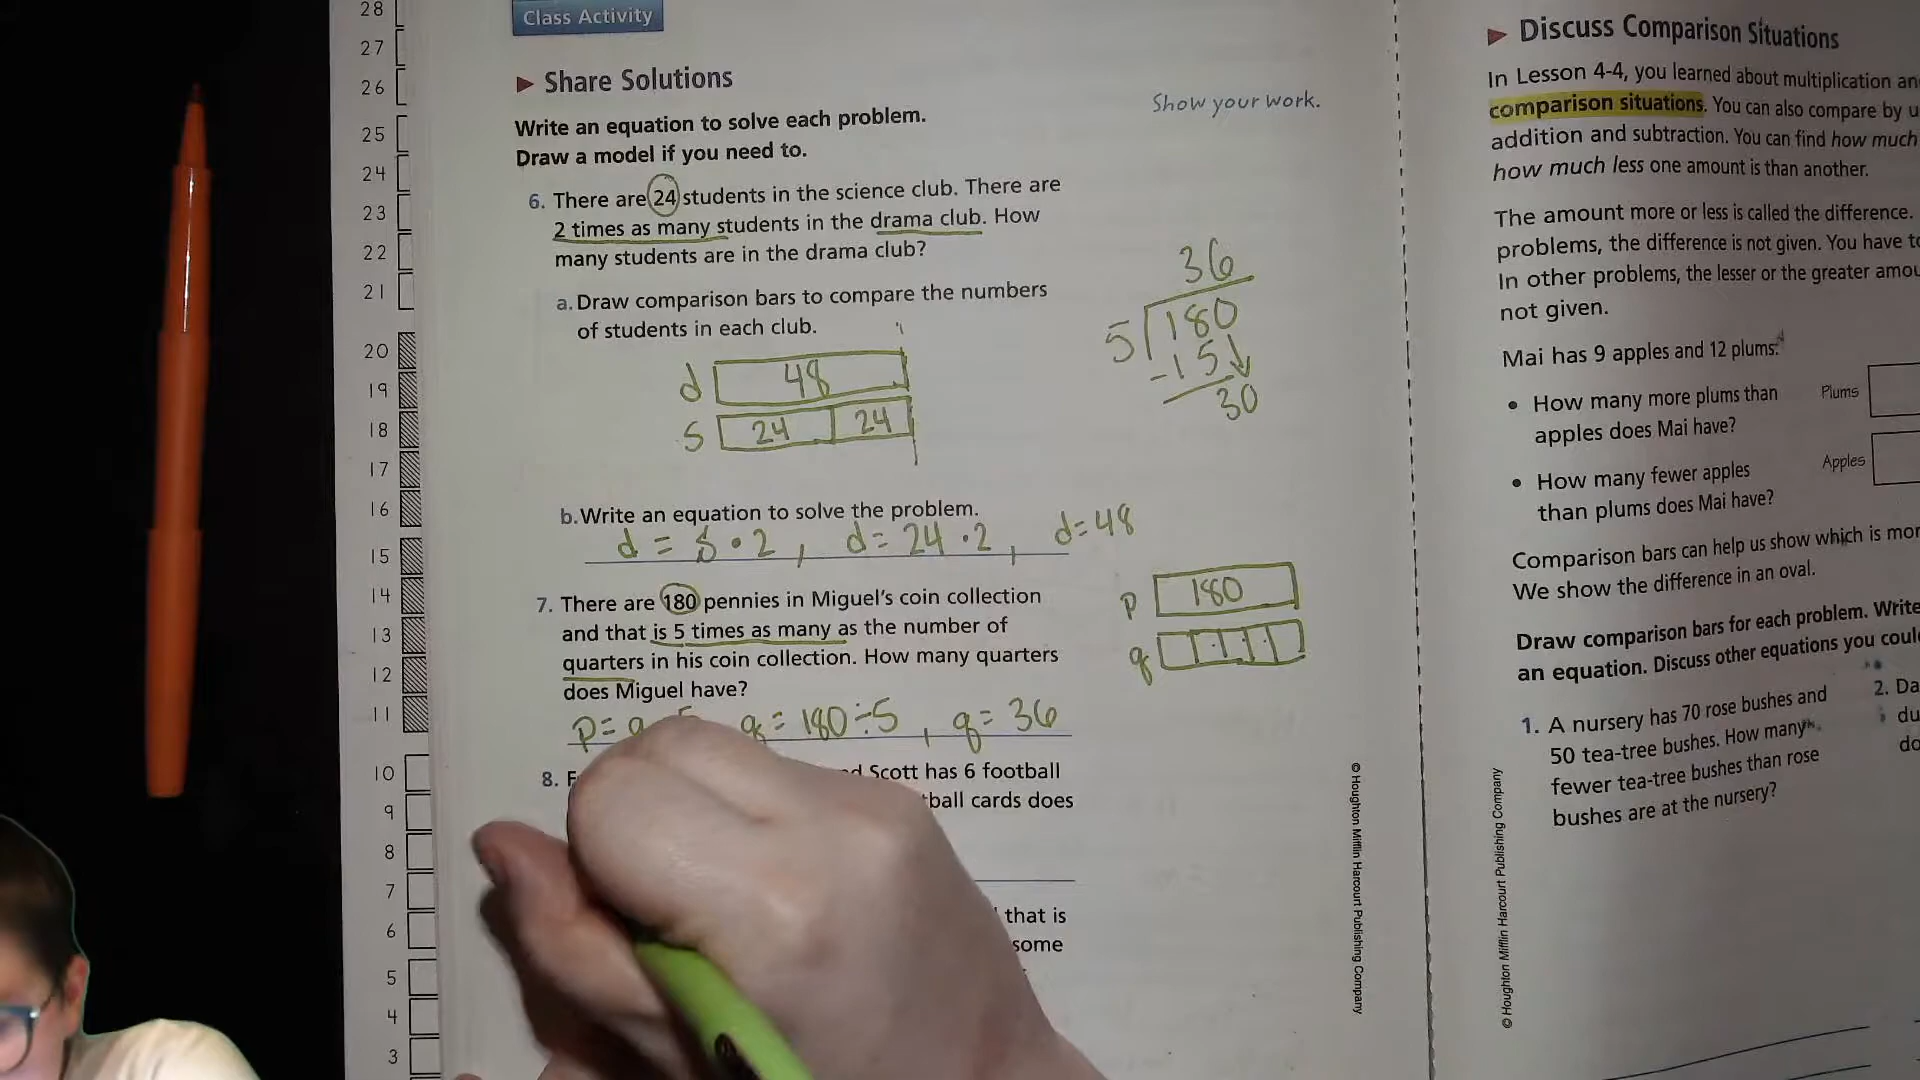 28
27
26
25
24
23
22
21
20
19
18
17
16
15
14
13
12
11
10
9
8
7
6
5
4
3
Class Activity
Share Solutions
Show your work.
Write an equation to solve each problem.
Draw a model if you need to.
6. There are 24 students in the science club. There are
2 times as many students in the drama club. How
many students are in the drama club?
a. Draw comparison bars to compare the numbers
of students in each club.
d 48
s 24 24
36
5 180
-15
30
b. Write an equation to solve the problem.
d = s • 2, d = 24 • 2, d = 48
7. There are 180 pennies in Miguel's coin collection
and that is 5 times as many as the number of
quarters in his coin collection. How many quarters
does Miguel have?
p 180
q
p = q q = 180 ÷ 5, q = 36
8. Scott has 6 football
cards does
that is
some
© Houghton Mifflin Harcourt Publishing Company
Discuss Comparison Situations
In Lesson 4-4, you learned about multiplication
comparison situations. You can also compare by
addition and subtraction. You can find how much
how much less one amount is than another.
The amount more or less is called the difference.
problems, the difference is not given. You have
In other problems, the lesser or the greater
not given.
Mai has 9 apples and 12 plums.
• How many more plums than
apples does Mai have?
Plums
• How many fewer apples
than plums does Mai have?
Apples
Comparison bars can help us show which is
We show the difference in an oval.
Draw comparison bars for each problem. Write
an equation. Discuss other equations you
1. A nursery has 70 rose bushes and
50 tea-tree bushes. How many
fewer tea-tree bushes than rose
bushes are at the nursery?
2.
© Houghton Mifflin Harcourt Publishing Company